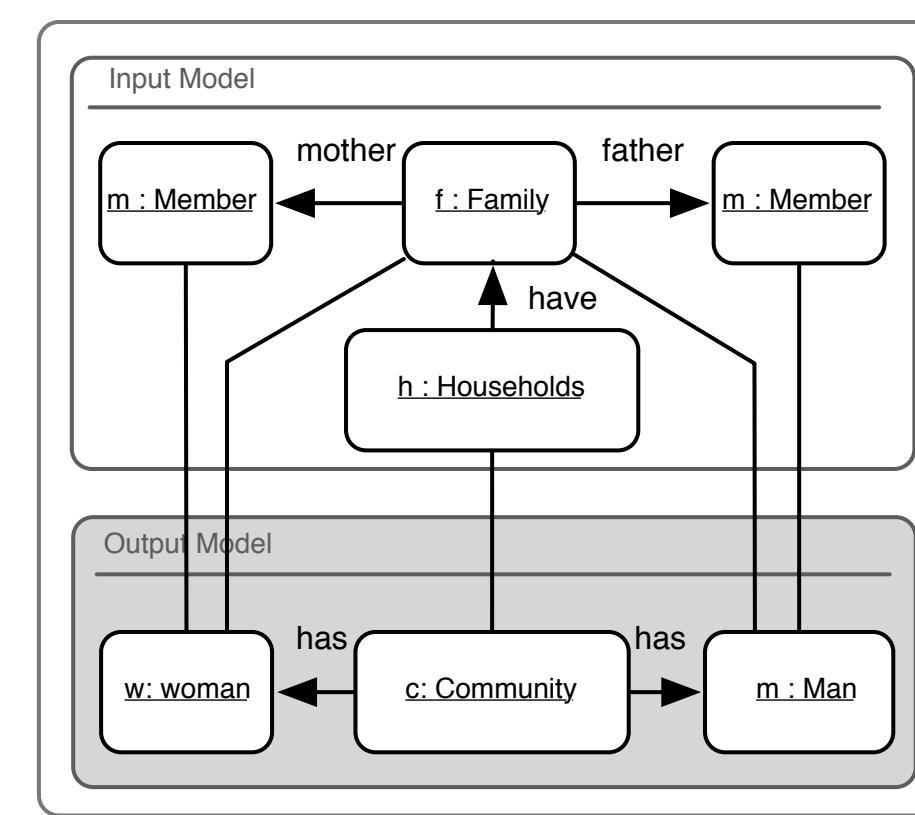 Input Model
mother
father
m : Member
f : Family
m : Member
have
h : Households
Output Model
has
has
w: woman
c: Community
m : Man